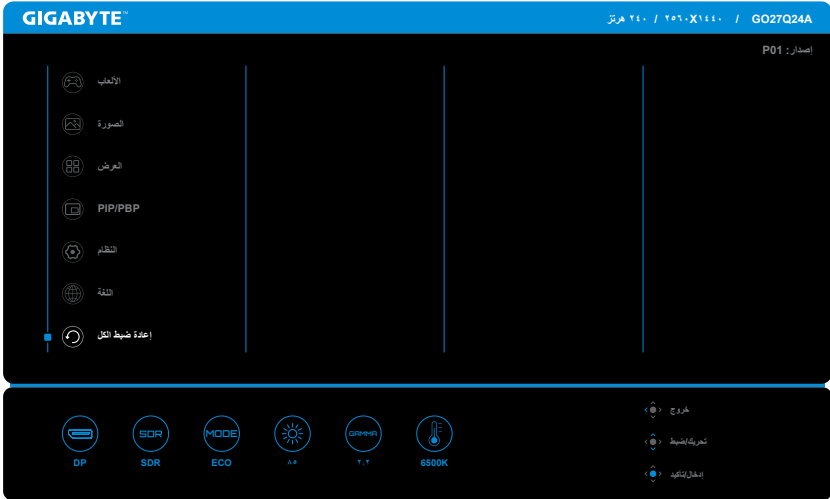 GIGABYTE™
GO27Q24A / ٢٥٦٠X١٤٤٠ / ٢٤٠ هرتز
إصدار: P01
الألعاب
الصورة
العرض
PIP/PBP
النظام
اللغة
إعادة ضبط الكل
خروج
تحريك/ضبط
إدخال/تأكيد
SDR
MODE
GAMMA
DP
SDR
ECO
٨٥
٢,٢
6500K